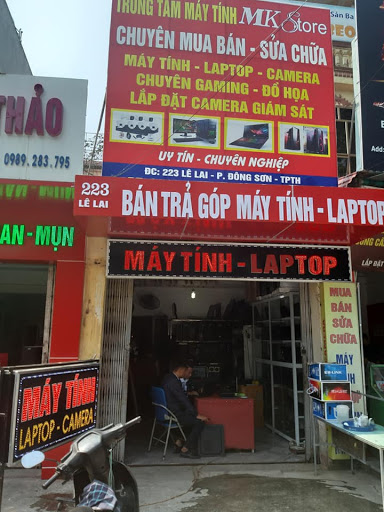 TRUNG TÂM MÁY TÍNH MK Store
CHUYÊN MUA BÁN - SỬA CHỮA
MÁY TÍNH - LAPTOP - CAMERA
CHUYÊN GAMING - ĐỒ HỌA
LẮP ĐẶT CAMERA GIÁM SÁT
UY TÍN - CHUYÊN NGHIỆP
ĐC: 223 LÊ LAI - P. ĐÔNG SƠN - TPTH
223
LÊ LAI
BÁN TRẢ GÓP MÁY TÍNH - LAPTOP
MÁY TÍNH - LAPTOP
THẢO
0989.283.795
AN - MỤN
MÁY TÍNH
LAPTOP - CAMERA
MUA
BÁN
SỬA
CHỮA
MÁY